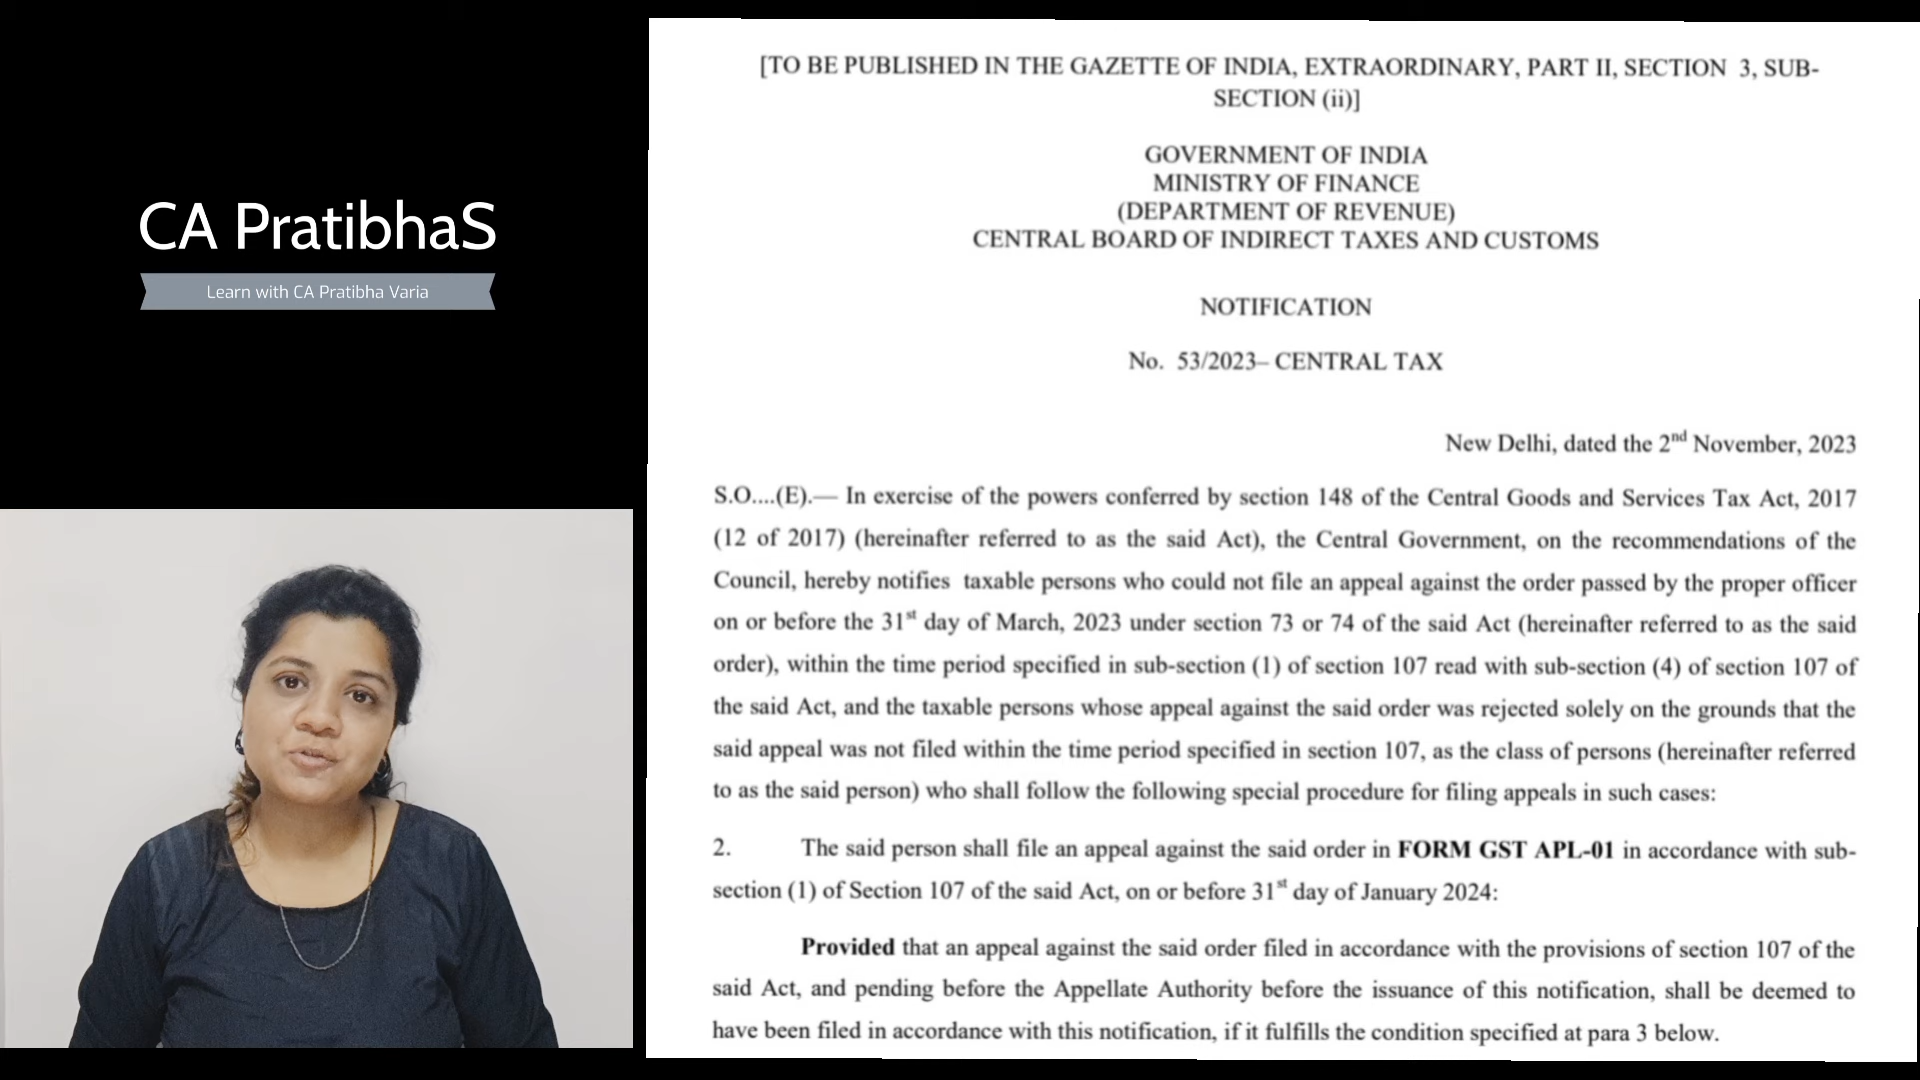 CA PratibhaS
Learn with CA Pratibha Varia
[TO BE PUBLISHED IN THE GAZETTE OF INDIA, EXTRAORDINARY, PART II, SECTION 3, SUB-
SECTION (ii)]
GOVERNMENT OF INDIA
MINISTRY OF FINANCE
(DEPARTMENT OF REVENUE)
CENTRAL BOARD OF INDIRECT TAXES AND CUSTOMS
NOTIFICATION
No. 53/2023– CENTRAL TAX
New Delhi, dated the 2nd November, 2023
S.O....(E).— In exercise of the powers conferred by section 148 of the Central Goods and Services Tax Act, 2017
(12 of 2017) (hereinafter referred to as the said Act), the Central Government, on the recommendations of the
Council, hereby notifies taxable persons who could not file an appeal against the order passed by the proper officer
on or before the 31st day of March, 2023 under section 73 or 74 of the said Act (hereinafter referred to as the said
order), within the time period specified in sub-section (1) of section 107 read with sub-section (4) of section 107 of
the said Act, and the taxable persons whose appeal against the said order was rejected solely on the grounds that the
said appeal was not filed within the time period specified in section 107, as the class of persons (hereinafter referred
to as the said person) who shall follow the following special procedure for filing appeals in such cases:
2. The said person shall file an appeal against the said order in FORM GST APL-01 in accordance with sub-
section (1) of Section 107 of the said Act, on or before 31st day of January 2024:
Provided that an appeal against the said order filed in accordance with the provisions of section 107 of the
said Act, and pending before the Appellate Authority before the issuance of this notification, shall be deemed to
have been filed in accordance with this notification, if it fulfills the condition specified at para 3 below.